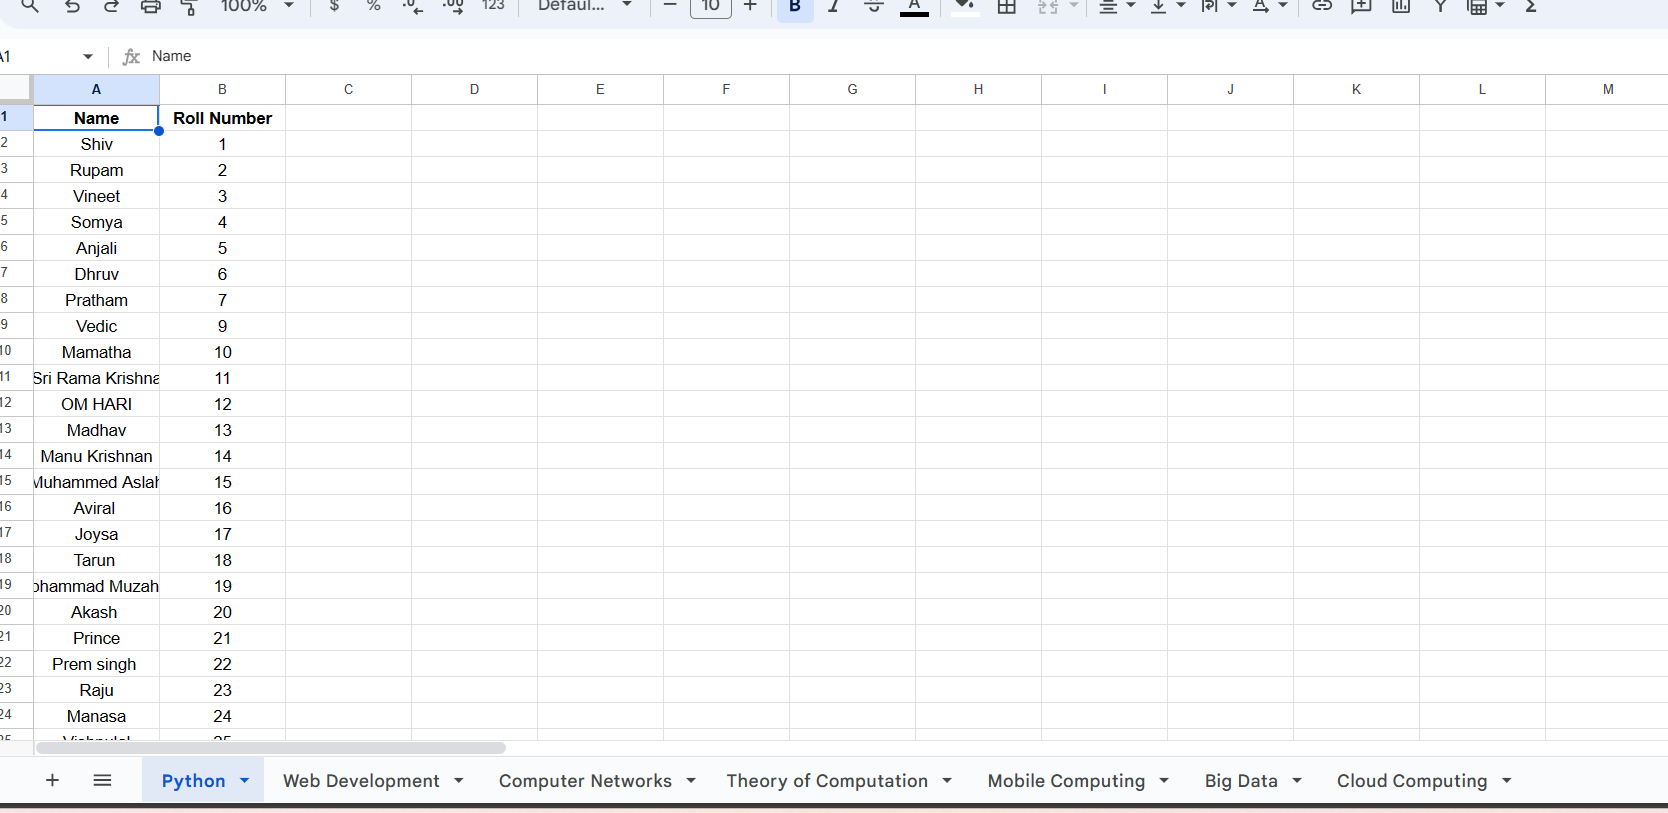 100% $ % .0 .00 123 Defaul... 10 B I S A
A1 Name
A B C D E F G H I J K L M
1 Name Roll Number
2 Shiv 1
3 Rupam 2
4 Vineet 3
5 Somya 4
6 Anjali 5
7 Dhruv 6
8 Pratham 7
9 Vedic 9
10 Mamatha 10
11 Sri Rama Krishna 11
12 OM HARI 12
13 Madhav 13
14 Manu Krishnan 14
15 Muhammed Aslah 15
16 Aviral 16
17 Joysa 17
18 Tarun 18
19 ohammad Muzah 19
20 Akash 20
21 Prince 21
22 Prem singh 22
23 Raju 23
24 Manasa 24
25 25
Python Web Development Computer Networks Theory of Computation Mobile Computing Big Data Cloud Computing